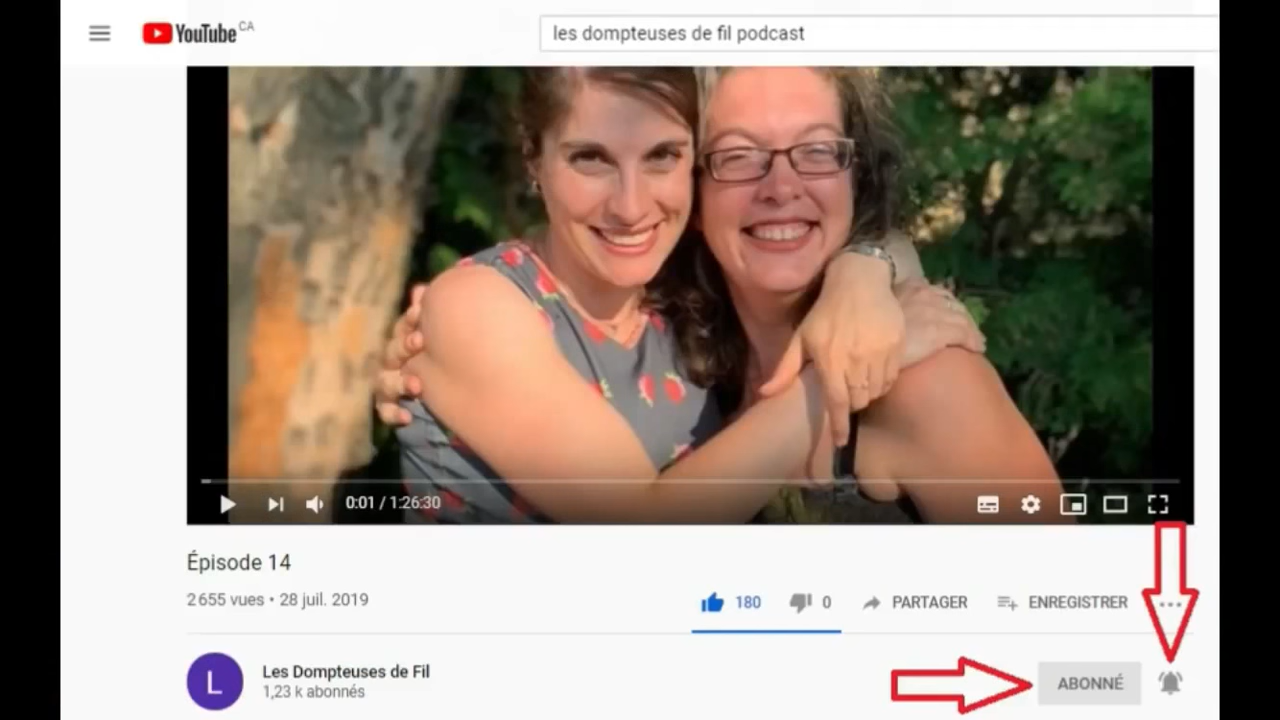 YouTube CA
les dompteuses de fil podcast
0:01 / 1:26:30
Épisode 14
2 655 vues • 28 juil. 2019
180
0
PARTAGER
ENREGISTRER
L
Les Dompteuses de Fil
1,23 k abonnés
ABONNÉ